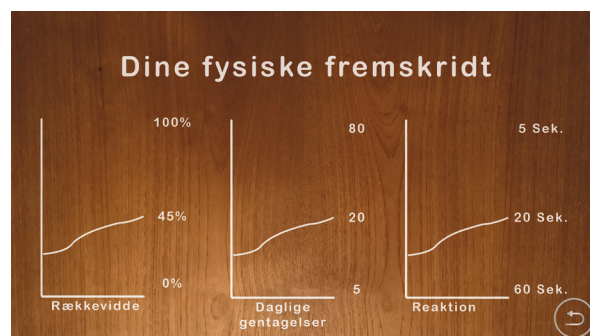 Dine fysiske fremskridt
100%
45%
0%
Rækkevidde
80
20
5
Daglige
gentagelser
5 Sek.
20 Sek.
60 Sek.
Reaktion